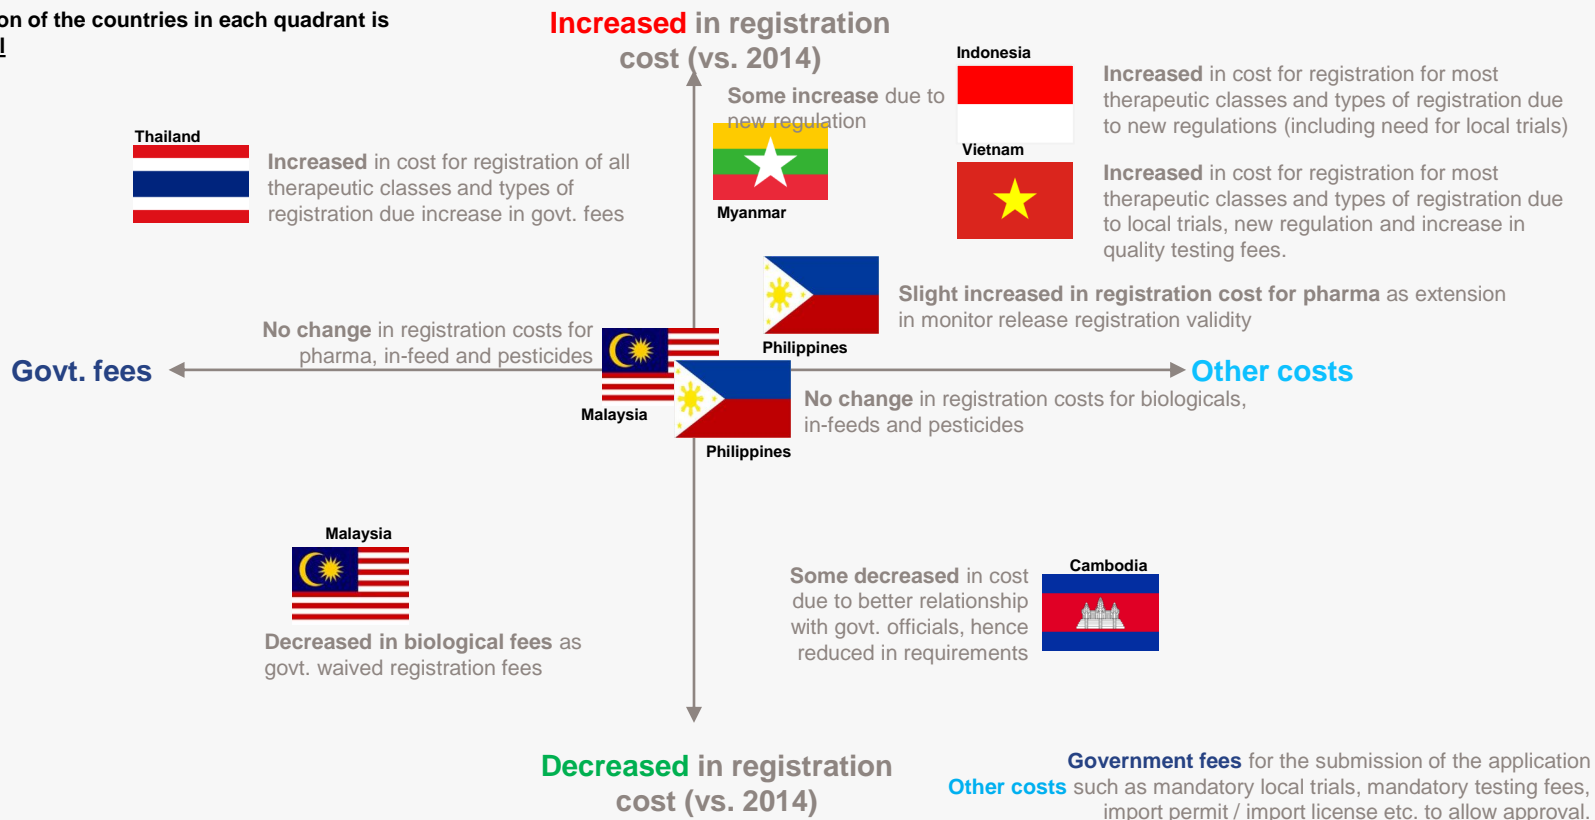 on of the countries in each quadrant is
l
Increased in registration
cost (vs. 2014)
Indonesia
Increased in cost for registration for most
therapeutic classes and types of registration due
to new regulations (including need for local trials)
Some increase due to
new regulation
Myanmar
Thailand
Increased in cost for registration of all
therapeutic classes and types of
registration due increase in govt. fees
Vietnam
Increased in cost for registration for most
therapeutic classes and types of registration due
to local trials, new regulation and increase in
quality testing fees.
Slight increased in registration cost for pharma as extension
in monitor release registration validity
Philippines
No change in registration costs for
pharma, in-feed and pesticides
Malaysia
Govt. fees
Other costs
No change in registration costs for biologicals,
in-feeds and pesticides
Philippines
Malaysia
Decreased in biological fees as
govt. waived registration fees
Some decreased in cost
due to better relationship
with govt. officials, hence
reduced in requirements
Cambodia
Decreased in registration
cost (vs. 2014)
Government fees for the submission of the application
Other costs such as mandatory local trials, mandatory testing fees,
import permit / import license etc. to allow approval.